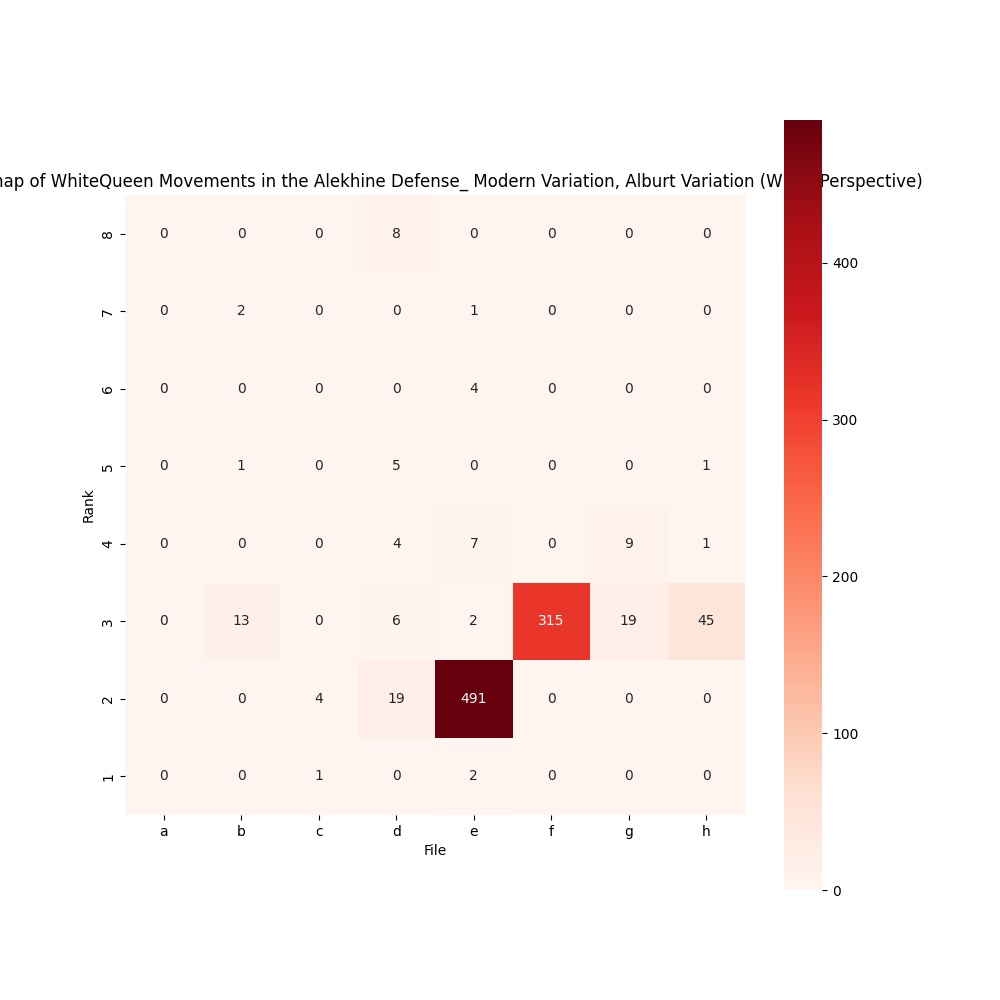 map of WhiteQueen Movements in the Alekhine Defense_ Modern Variation, Alburt Variation (W Perspective)
8 0 0 0 8 0 0 0 0
7 0 2 0 0 1 0 0 0
6 0 0 0 0 4 0 0 0
5 0 1 0 5 0 0 0 1
4 0 0 0 4 7 0 9 1
3 0 13 0 6 2 315 19 45
2 0 0 4 19 491 0 0 0
1 0 0 1 0 2 0 0 0
a b c d e f g h
Rank
File
400
300
200
100
0